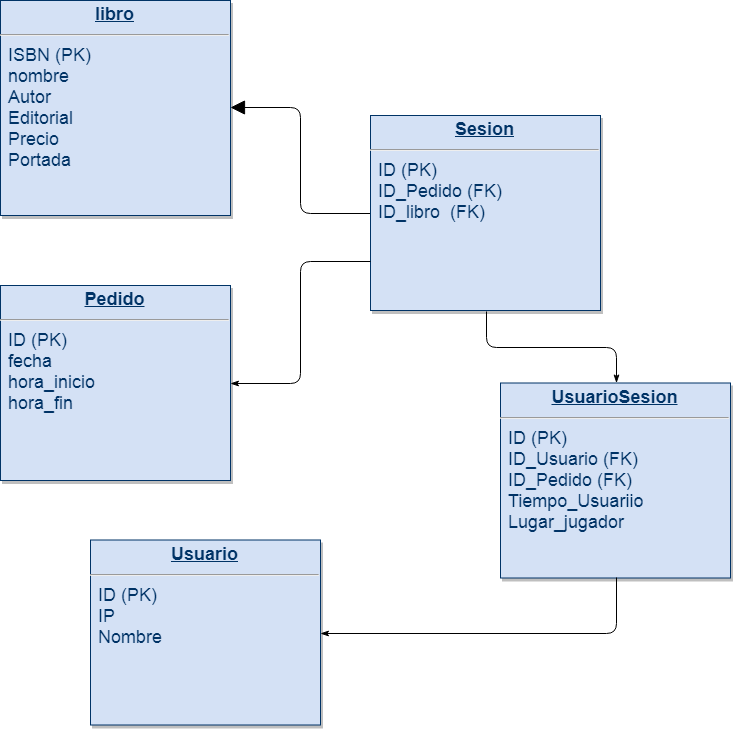 libro
ISBN (PK)
nombre
Autor
Editorial
Precio
Portada
Sesion
ID (PK)
ID_Pedido (FK)
ID_libro (FK)
Pedido
ID (PK)
fecha
hora_inicio
hora_fin
UsuarioSesion
ID (PK)
ID_Usuario (FK)
ID_Pedido (FK)
Tiempo_Usuariio
Lugar_jugador
Usuario
ID (PK)
IP
Nombre